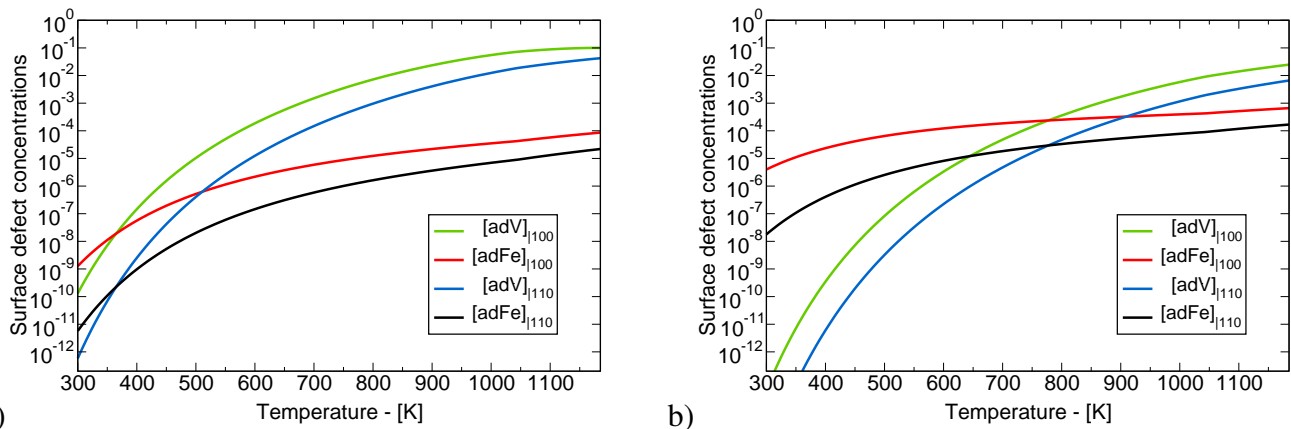 Surface defect concentrations
10^0
10^-1
10^-2
10^-3
10^-4
10^-5
10^-6
10^-7
10^-8
10^-9
10^-10
10^-11
10^-12
300 400 500 600 700 800 900 1000 1100
Temperature - [K]
[adV]|100
[adFe]|100
[adV]|110
[adFe]|110
)
Surface defect concentrations
10^0
10^-1
10^-2
10^-3
10^-4
10^-5
10^-6
10^-7
10^-8
10^-9
10^-10
10^-11
10^-12
300 400 500 600 700 800 900 1000 1100
Temperature - [K]
[adV]|100
[adFe]|100
[adV]|110
[adFe]|110
b)